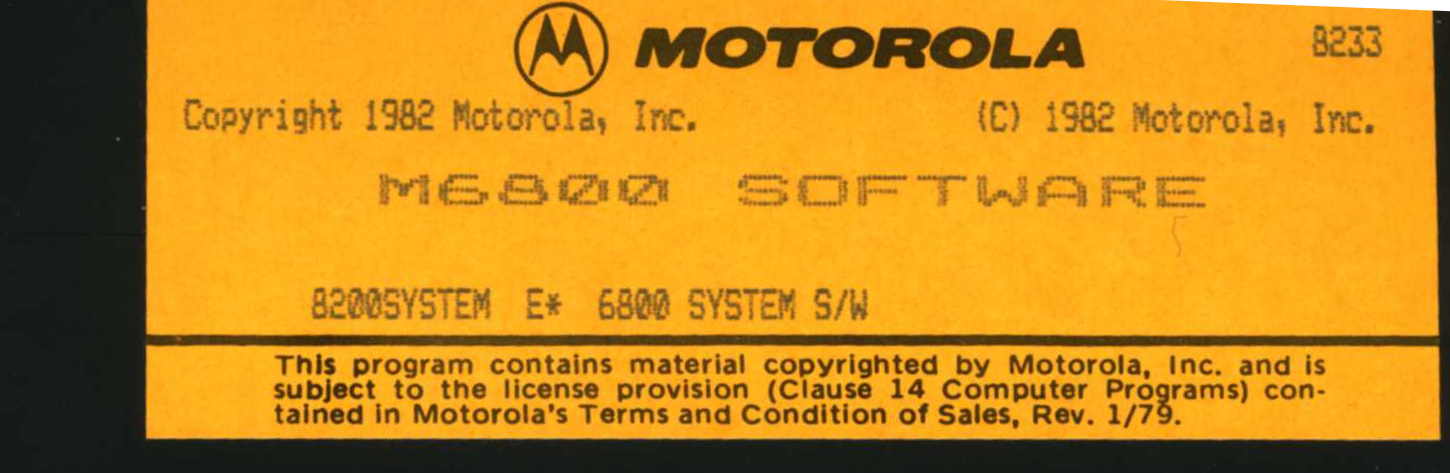 MOTOROLA 8233
Copyright 1982 Motorola, Inc. (C) 1982 Motorola, Inc.
M6800 SOFTWARE
8200SYSTEM E* 6800 SYSTEM S/W
This program contains material copyrighted by Motorola, Inc. and is
subject to the license provision (Clause 14 Computer Programs) con-
tained in Motorola's Terms and Condition of Sales, Rev. 1/79.